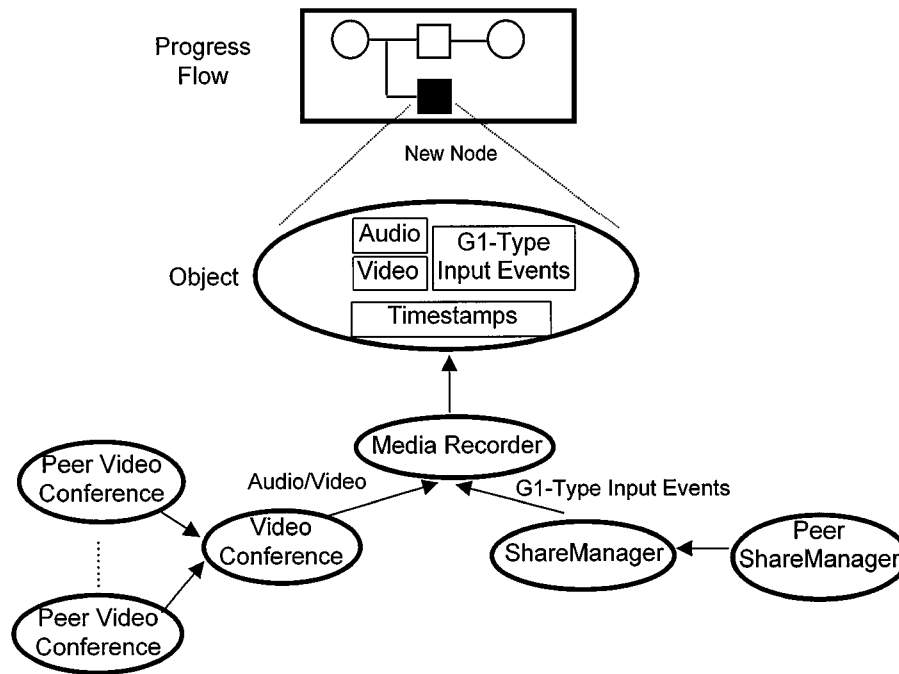 Progress
Flow
New Node
Object
Audio
Video
G1-Type
Input Events
Timestamps
Media Recorder
Peer Video
Conference
Audio/Video
G1-Type Input Events
Video
Conference
ShareManager
Peer
ShareManager
Peer Video
Conference